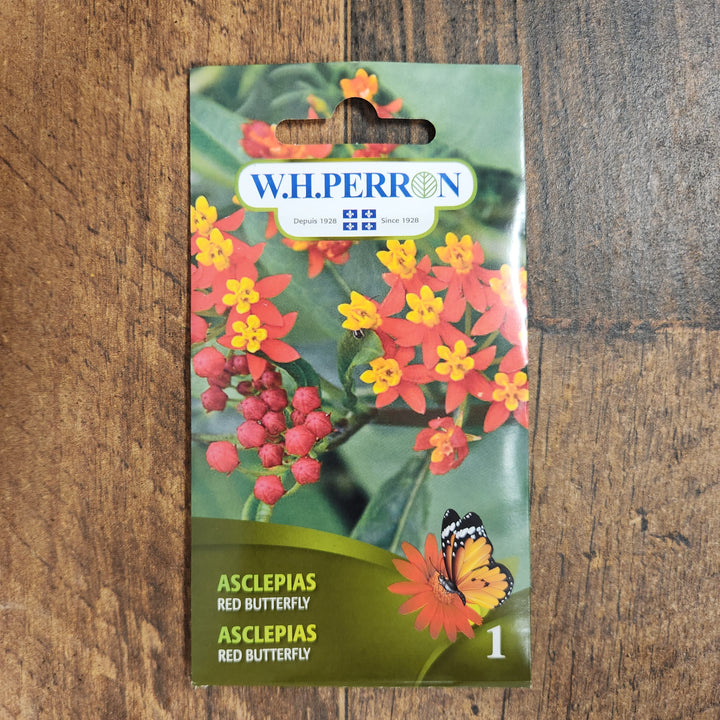 W.H.PERRON
Depuis 1928 Since 1928
ASCLEPIAS
RED BUTTERFLY
ASCLEPIAS
RED BUTTERFLY
1